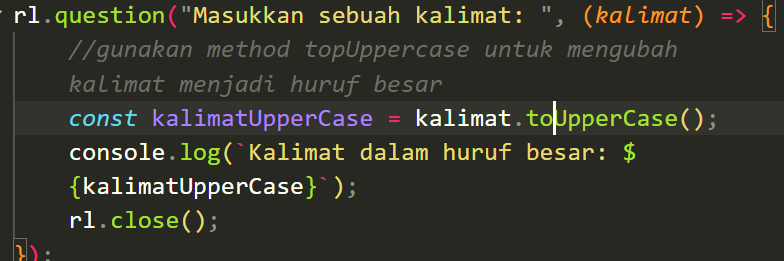 rl.question("Masukkan sebuah kalimat: ", (kalimat) => {
//gunakan method topUppercase untuk mengubah
kalimat menjadi huruf besar
const kalimatUpperCase = kalimat.toUpperCase();
console.log(`Kalimat dalam huruf besar: $
{kalimatUpperCase}`);
rl.close();
});